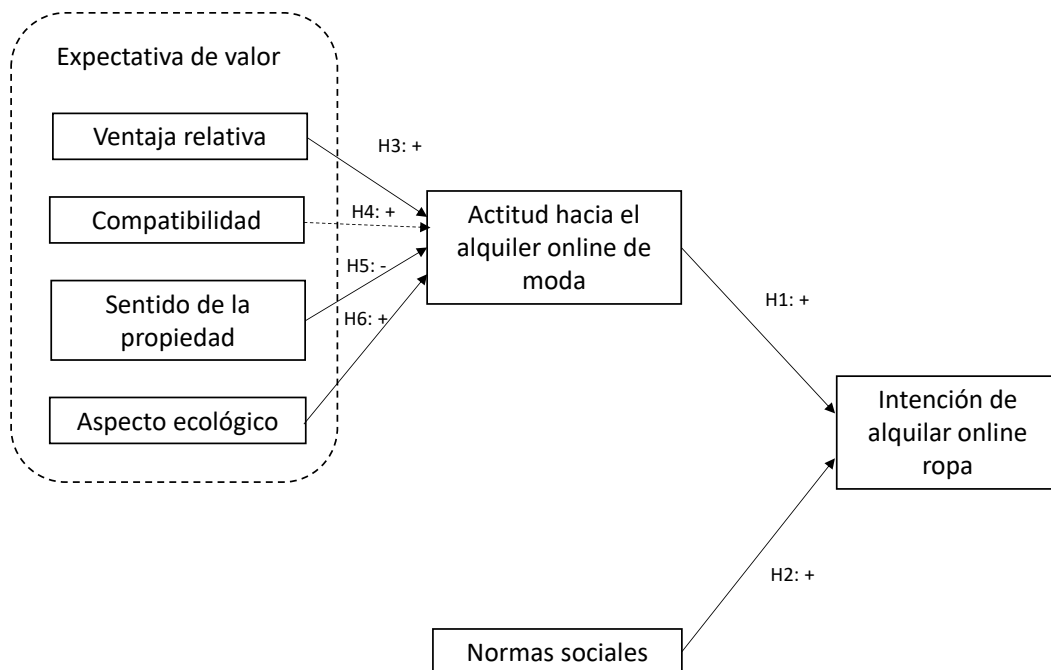 Expectativa de valor
Ventaja relativa
H3: +
Compatibilidad
H4: +
Actitud hacia el
alquiler online de
moda
H5: -
Sentido de la
propiedad
H6: +
H1: +
Aspecto ecológico
Intención de
alquilar online
ropa
H2: +
Normas sociales